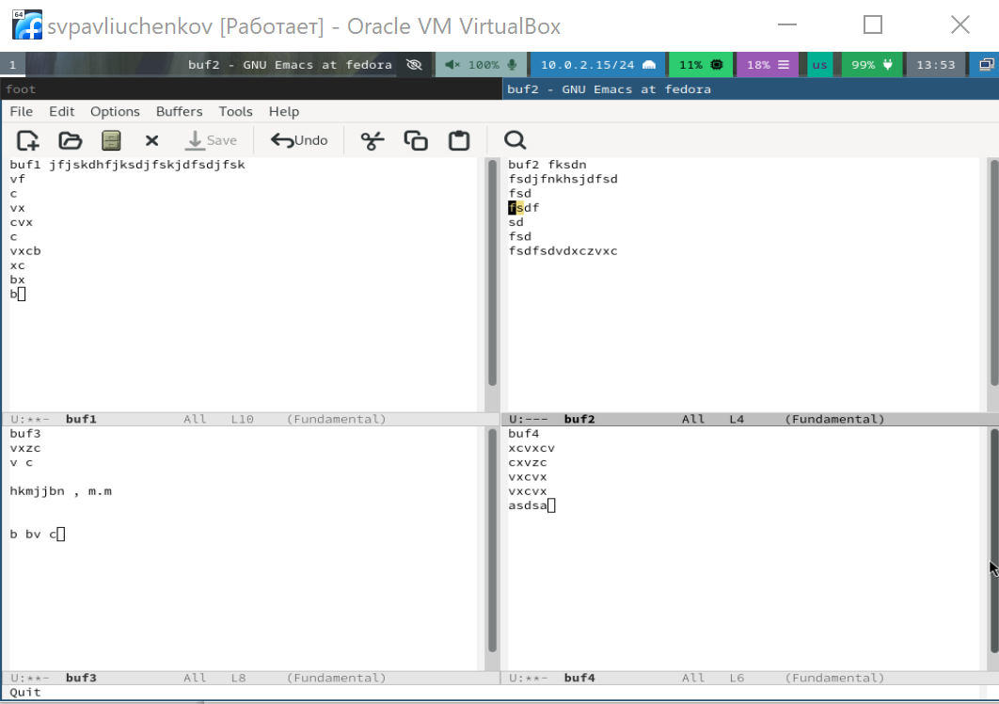 64
svpavliuchenkov [Работает] - Oracle VM VirtualBox
1 buf2 - GNU Emacs at fedora 100% 10.0.2.15/24 11% 18% us 99% 13:53
foot buf2 - GNU Emacs at fedora
File Edit Options Buffers Tools Help
Save Undo
buf1 jfjskdhfjksdjfskjdfsdjfsk
vf
c
vx
cvx
c
vxcb
xc
bx
b
U:**- buf1 All L10 (Fundamental)
buf2 fksdn
fsdjfnkhsjdfsd
fsd
fsdf
sd
fsd
fsdfsdvdxczvxc
U:--- buf2 All L4 (Fundamental)
buf3
vxzc
v c
hkmjjbn , m.m
b bv c
U:**- buf3 All L8 (Fundamental)
buf4
xcvxcv
cxvzc
vxcvx
vxcvx
asdsa
U:**- buf4 All L6 (Fundamental)
Quit